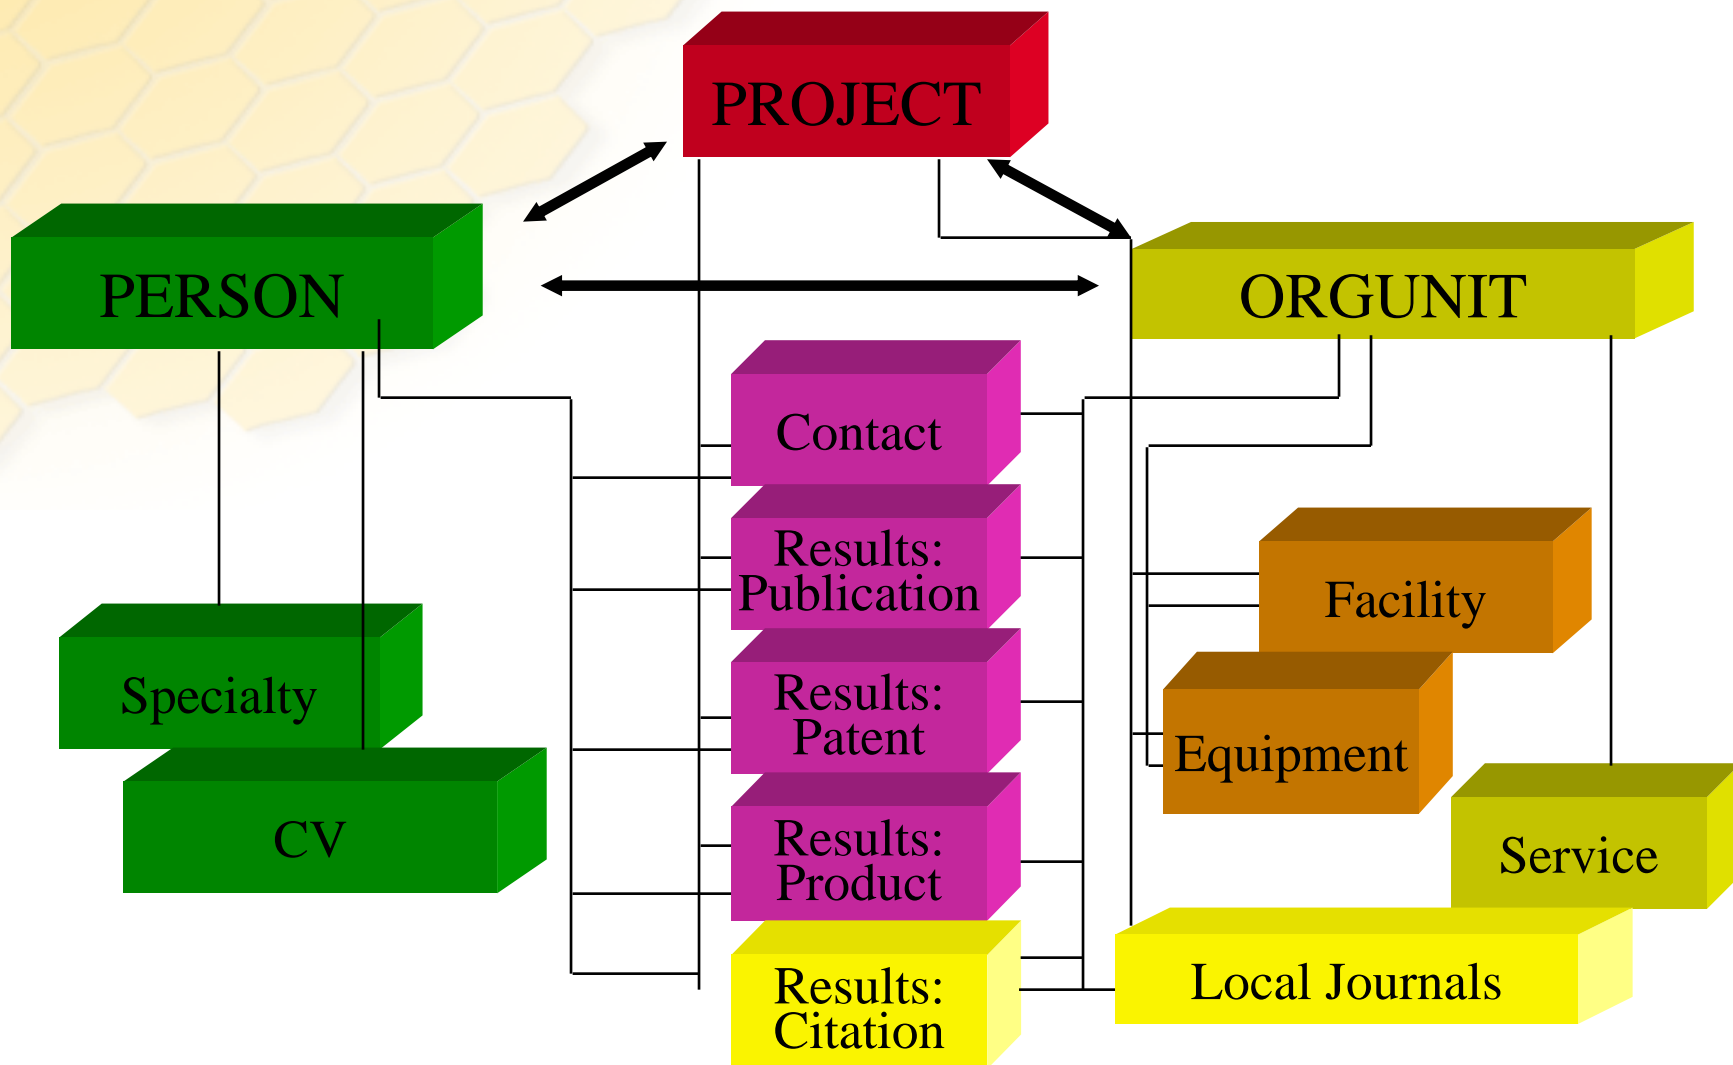 PROJECT
PERSON
ORGUNIT
Contact
Results:
Publication
Results:
Patent
Results:
Product
Results:
Citation
Specialty
CV
Facility
Equipment
Service
Local Journals